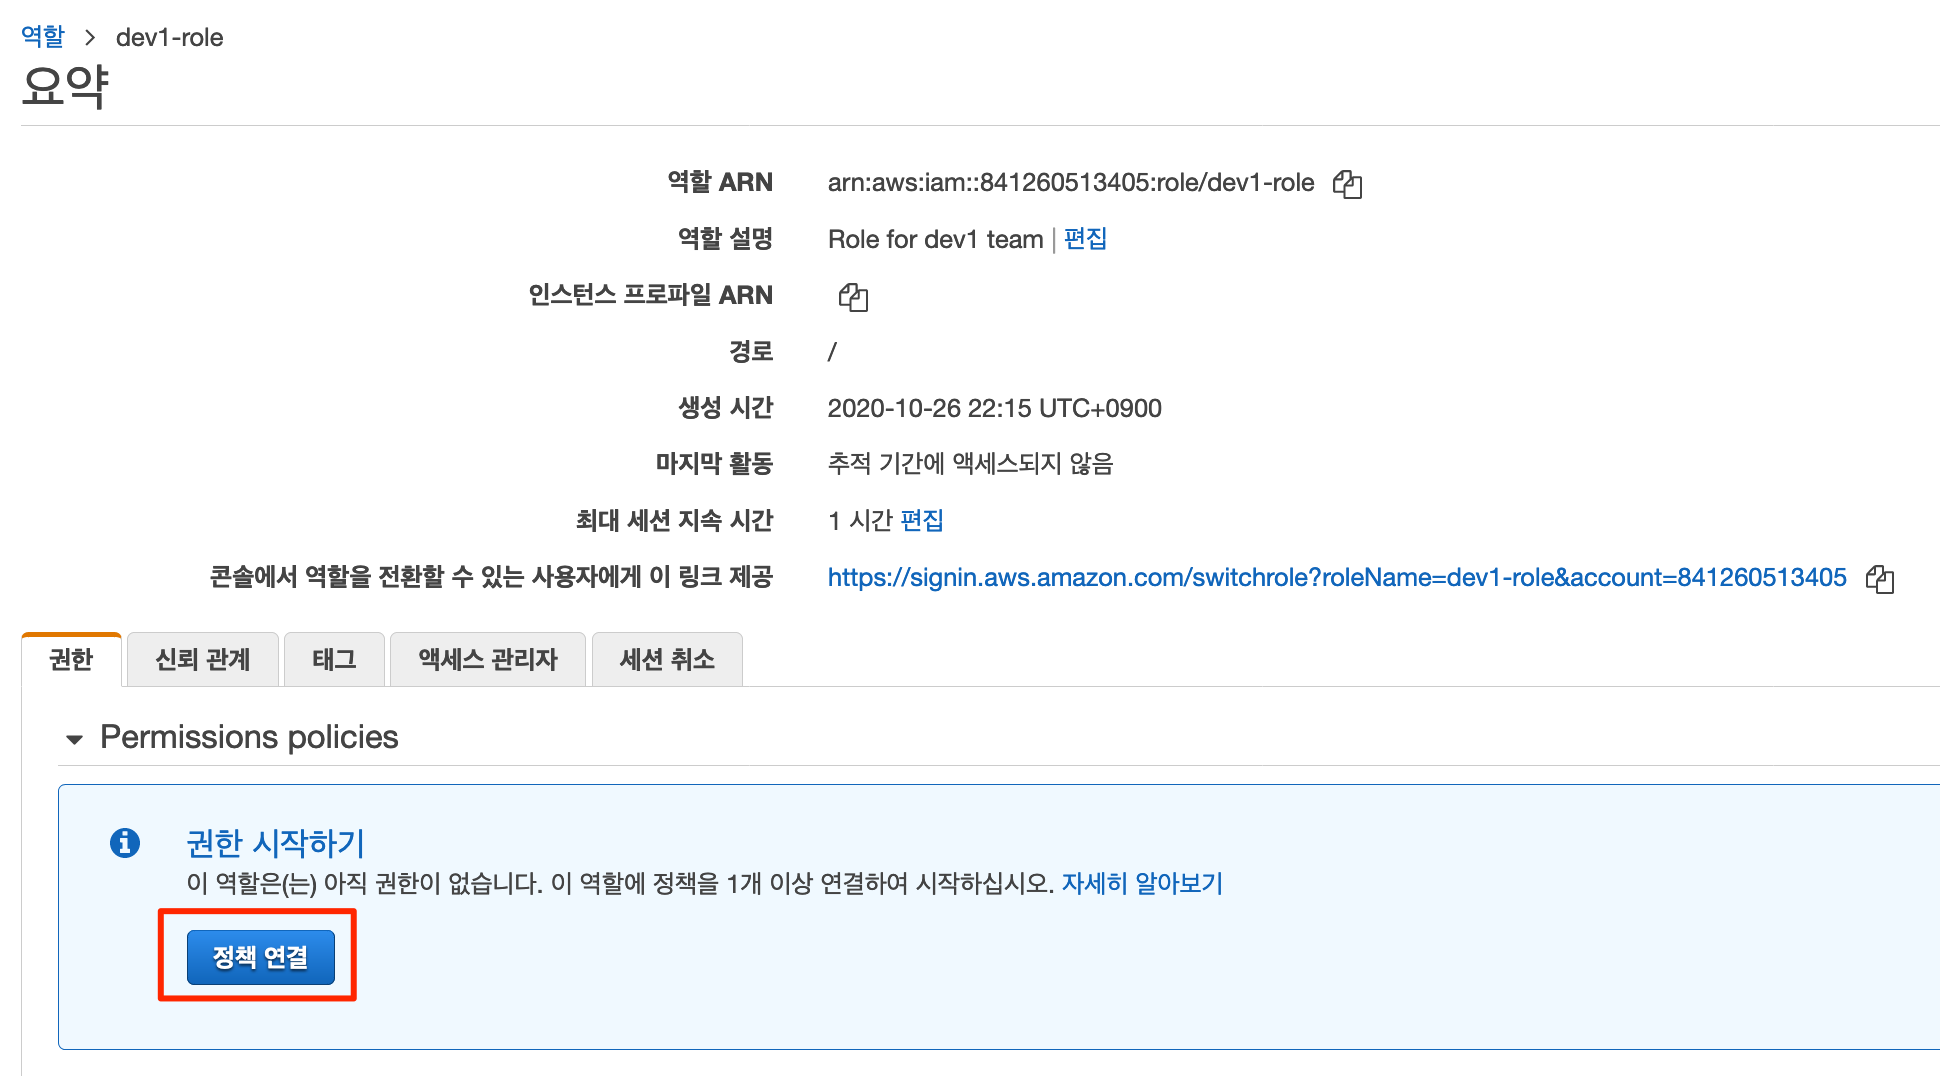 역할 > dev1-role
요약
역할 ARN arn:aws:iam::841260513405:role/dev1-role
역할 설명 Role for dev1 team | 편집
인스턴스 프로파일 ARN
경로 /
생성 시간 2020-10-26 22:15 UTC+0900
마지막 활동 추적 기간에 액세스되지 않음
최대 세션 지속 시간 1 시간 편집
콘솔에서 역할을 전환할 수 있는 사용자에게 이 링크 제공 https://signin.aws.amazon.com/switchrole?roleName=dev1-role&account=841260513405
권한 신뢰 관계 태그 액세스 관리자 세션 취소
Permissions policies
권한 시작하기
이 역할은(는) 아직 권한이 없습니다. 이 역할에 정책을 1개 이상 연결하여 시작하십시오. 자세히 알아보기
정책 연결